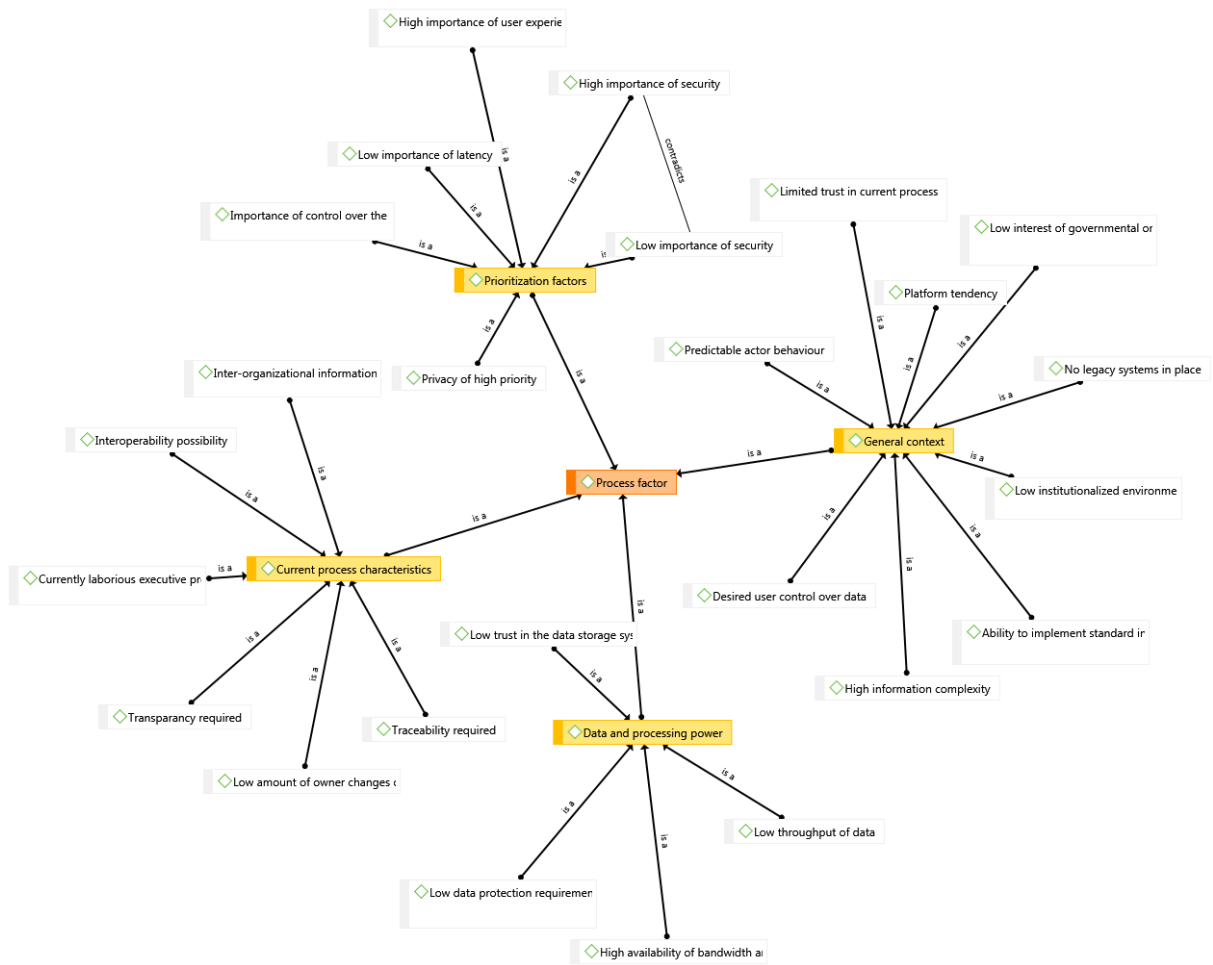 High importance of user experie
High importance of security
is a
contradicts
Low importance of latency
is a
is a
Limited trust in current process
Importance of control over the
is a
is a
Low importance of security
Low interest of governmental or
Prioritization factors
Platform tendency
is a
is a
is a
is a
Predictable actor behaviour
Inter-organizational information
Privacy of high priority
is a
is a
No legacy systems in place
is a
Interoperability possibility
General context
is a
is a
is a
Process factor
Low institutionalized environme
is a
is a
is a
is a
is a
Current process characteristics
is a
Currently laborious executive pr
Desired user control over data
is a
is a
Low trust in the data storage sys
Ability to implement standard in
is a
is a
is a
High information complexity
Transparancy required
Traceability required
Data and processing power
is a
Low amount of owner changes
is a
is a
Low throughput of data
Low data protection requiremen
High availability of bandwidth a